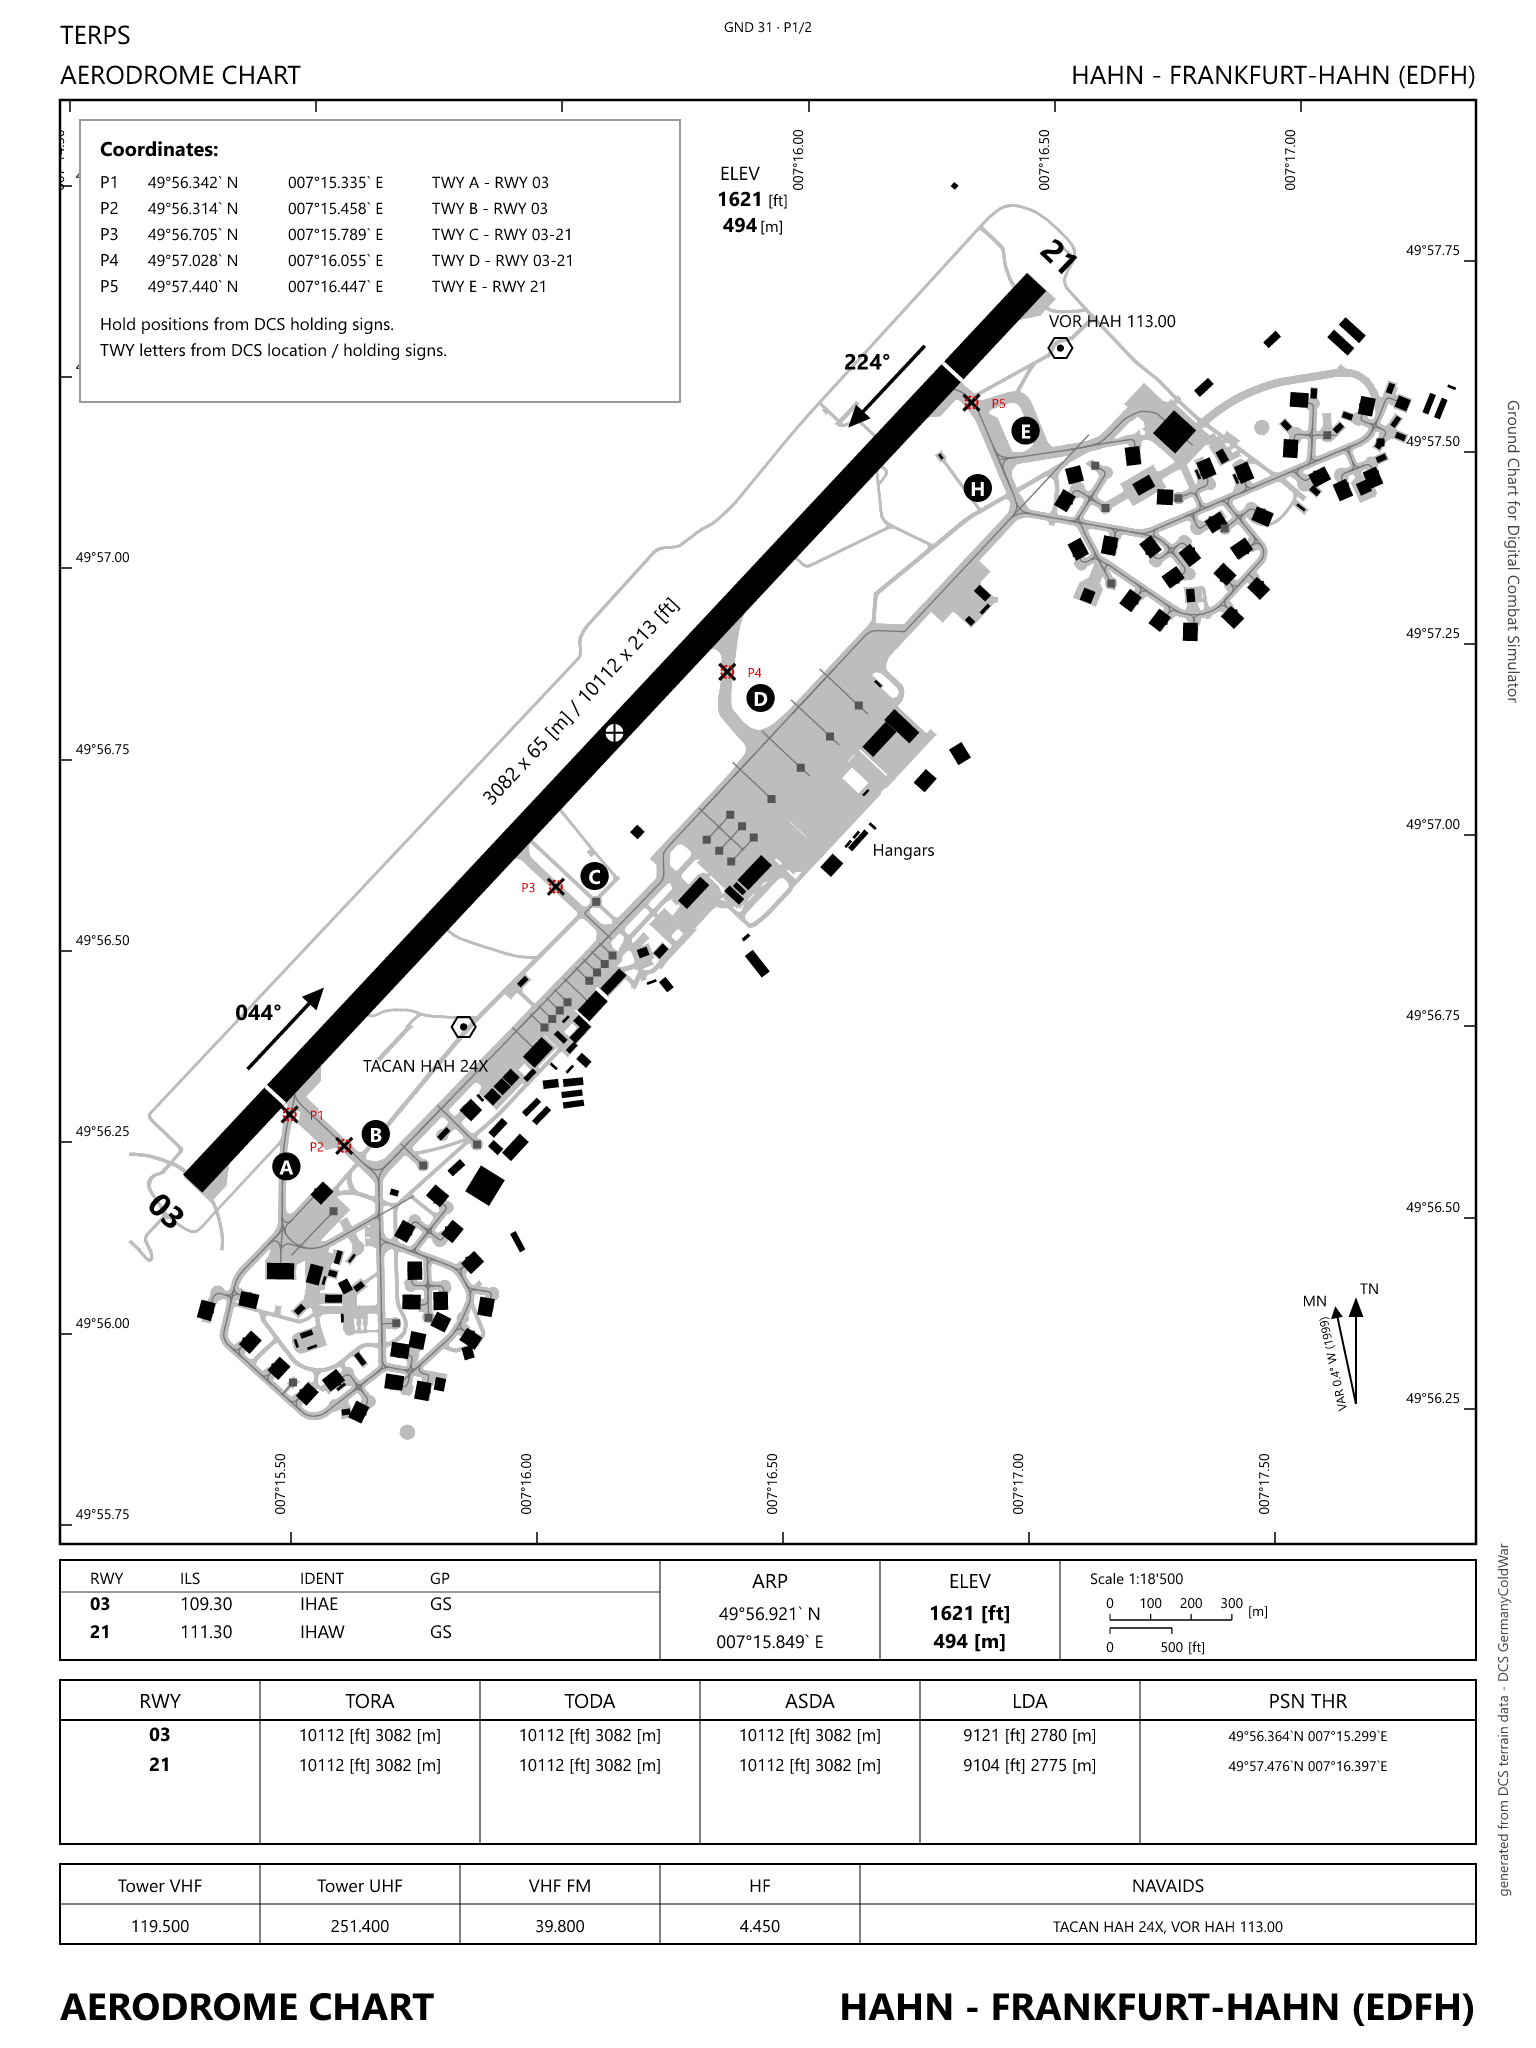 GND 31 · P1/2
TERPS
AERODROME CHART
HAHN - FRANKFURT-HAHN (EDFH)
Coordinates:
P1 49°56.342` N 007°15.335` E TWY A - RWY 03
P2 49°56.314` N 007°15.458` E TWY B - RWY 03
P3 49°56.705` N 007°15.789` E TWY C - RWY 03-21
P4 49°57.028` N 007°16.055` E TWY D - RWY 03-21
P5 49°57.440` N 007°16.447` E TWY E - RWY 21
Hold positions from DCS holding signs.
TWY letters from DCS location / holding signs.
ELEV
1621 [ft]
494 [m]
007°16.00
007°16.50
007°17.00
21
49°57.75
VOR HAH 113.00
224°
P5
E
49°57.50
H
49°57.00
49°57.25
3082 x 65 [m] / 10112 x 213 [ft]
P4
D
49°56.75
49°57.00
Hangars
C
P3
49°56.50
044°
49°56.75
TACAN HAH 24X
P1
49°56.25
B
P2
A
03
49°56.50
MN
TN
VAR 0.4° W (1999)
49°56.00
49°56.25
007°15.50
007°16.00
007°16.50
007°17.00
007°17.50
49°55.75
Ground Chart for Digital Combat Simulator
RWY ILS IDENT GP
03 109.30 IHAE GS
21 111.30 IHAW GS
ARP
49°56.921` N
007°15.849` E
ELEV
1621 [ft]
494 [m]
Scale 1:18'500
0 100 200 300 [m]
0 500 [ft]
RWY TORA TODA ASDA LDA PSN THR
03 10112 [ft] 3082 [m] 10112 [ft] 3082 [m] 10112 [ft] 3082 [m] 9121 [ft] 2780 [m] 49°56.364`N 007°15.299`E
21 10112 [ft] 3082 [m] 10112 [ft] 3082 [m] 10112 [ft] 3082 [m] 9104 [ft] 2775 [m] 49°57.476`N 007°16.397`E
generated from DCS terrain data - DCS GermanyColdWar
Tower VHF Tower UHF VHF FM HF NAVAIDS
119.500 251.400 39.800 4.450 TACAN HAH 24X, VOR HAH 113.00
AERODROME CHART
HAHN - FRANKFURT-HAHN (EDFH)